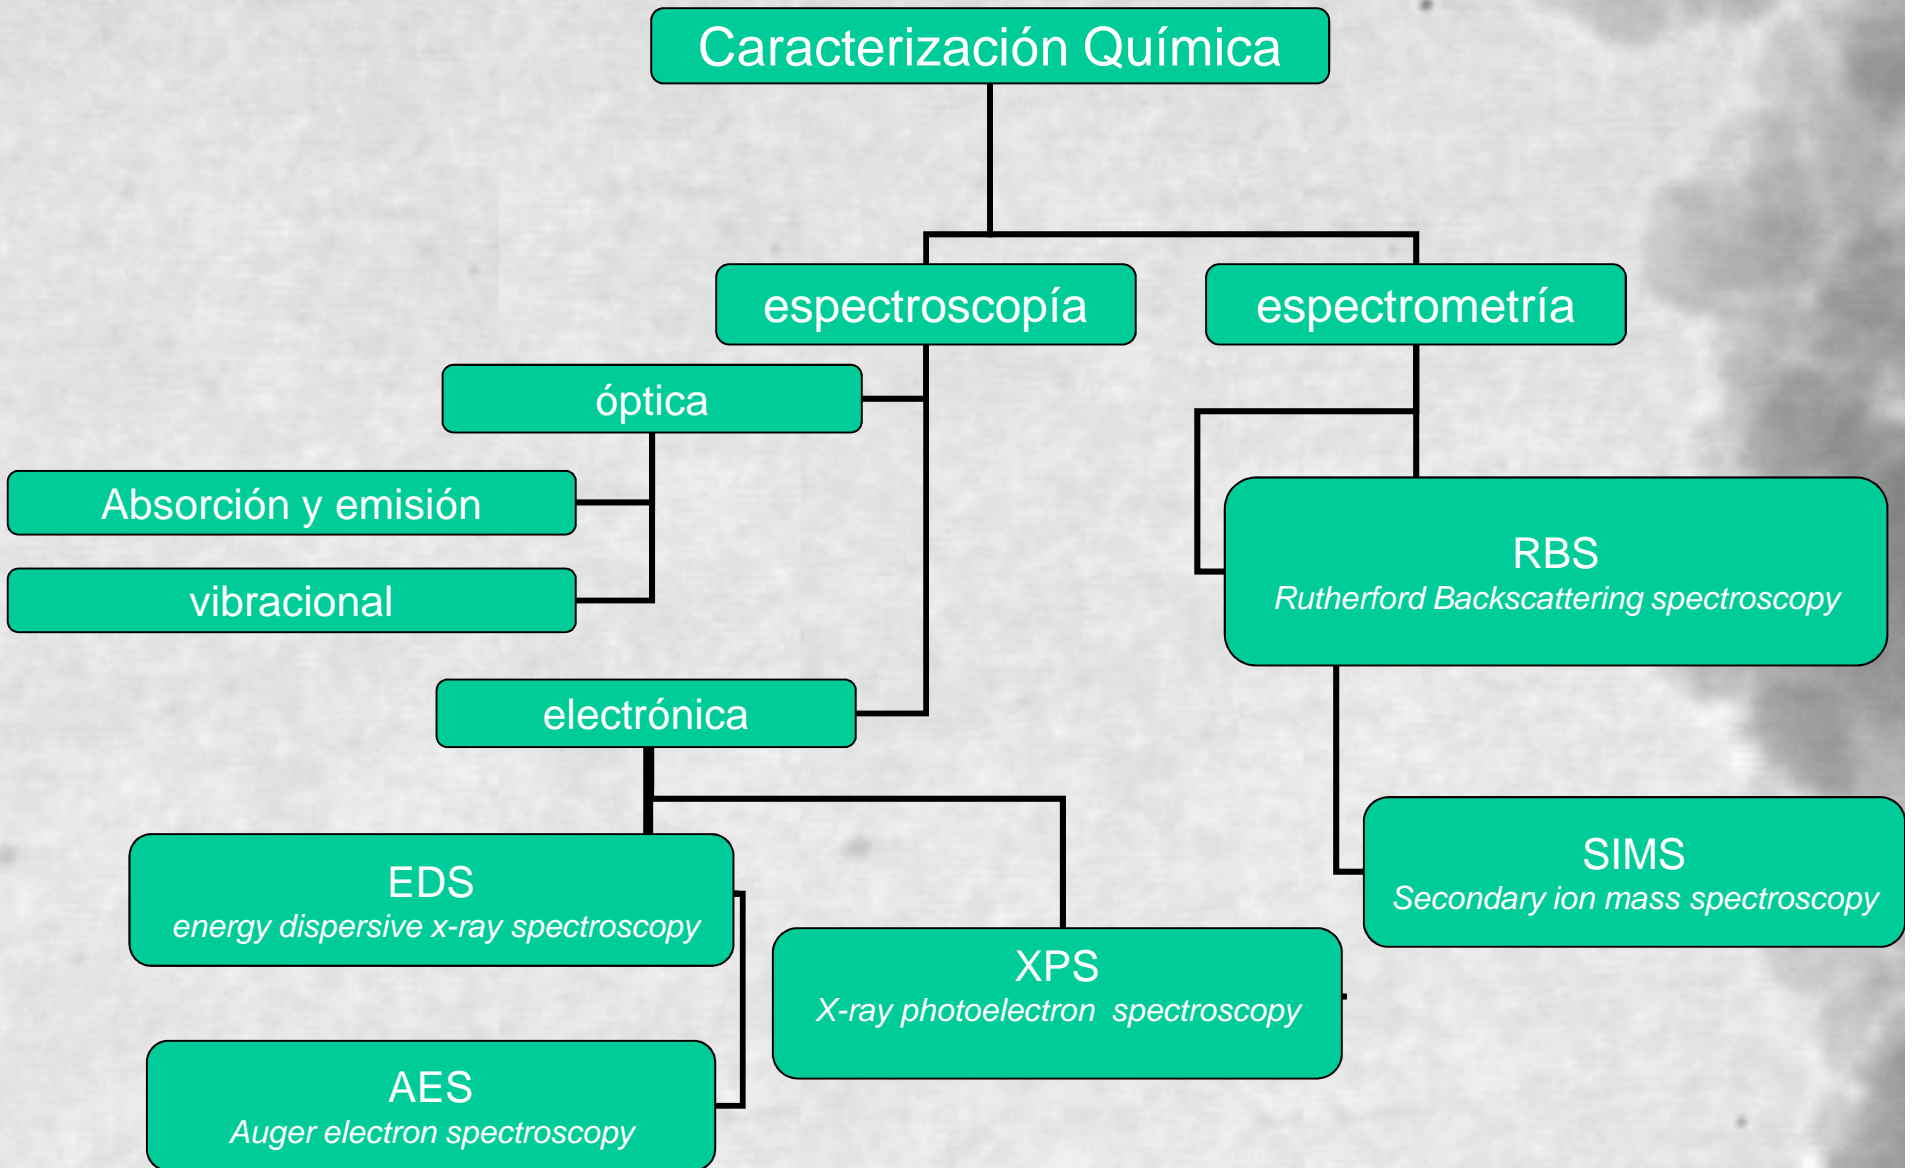 Caracterización Química
espectroscopía
espectrometría
óptica
Absorción y emisión
vibracional
RBS
Rutherford Backscattering spectroscopy
electrónica
EDS
energy dispersive x-ray spectroscopy
SIMS
Secondary ion mass spectroscopy
XPS
X-ray photoelectron spectroscopy
AES
Auger electron spectroscopy